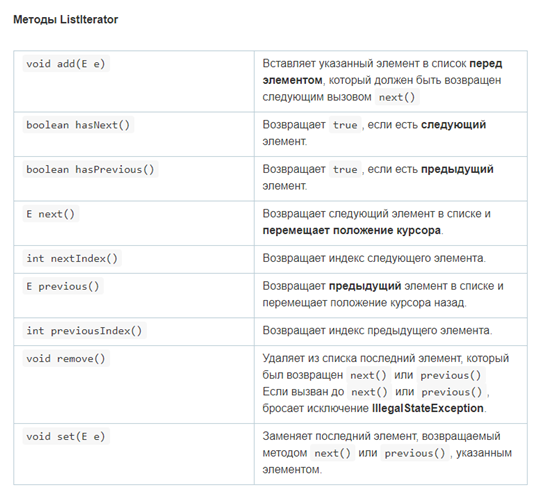 Методы ListIterator
void add(E e)
Вставляет указанный элемент в список перед
элементом, который должен быть возвращен
следующим вызовом next()
boolean hasNext()
Возвращает true , если есть следующий
элемент.
boolean hasPrevious()
Возвращает true , если есть предыдущий
элемент.
E next()
Возвращает следующий элемент в списке и
перемещает положение курсора.
int nextIndex()
Возвращает индекс следующего элемента.
E previous()
Возвращает предыдущий элемент в списке и
перемещает положение курсора назад.
int previousIndex()
Возвращает индекс предыдущего элемента.
void remove()
Удаляет из списка последний элемент, который
был возвращен next() или previous()
Если вызван до next() или previous() ,
бросает исключение IllegalStateException.
void set(E e)
Заменяет последний элемент, возвращаемый
методом next() или previous() , указанным
элементом.